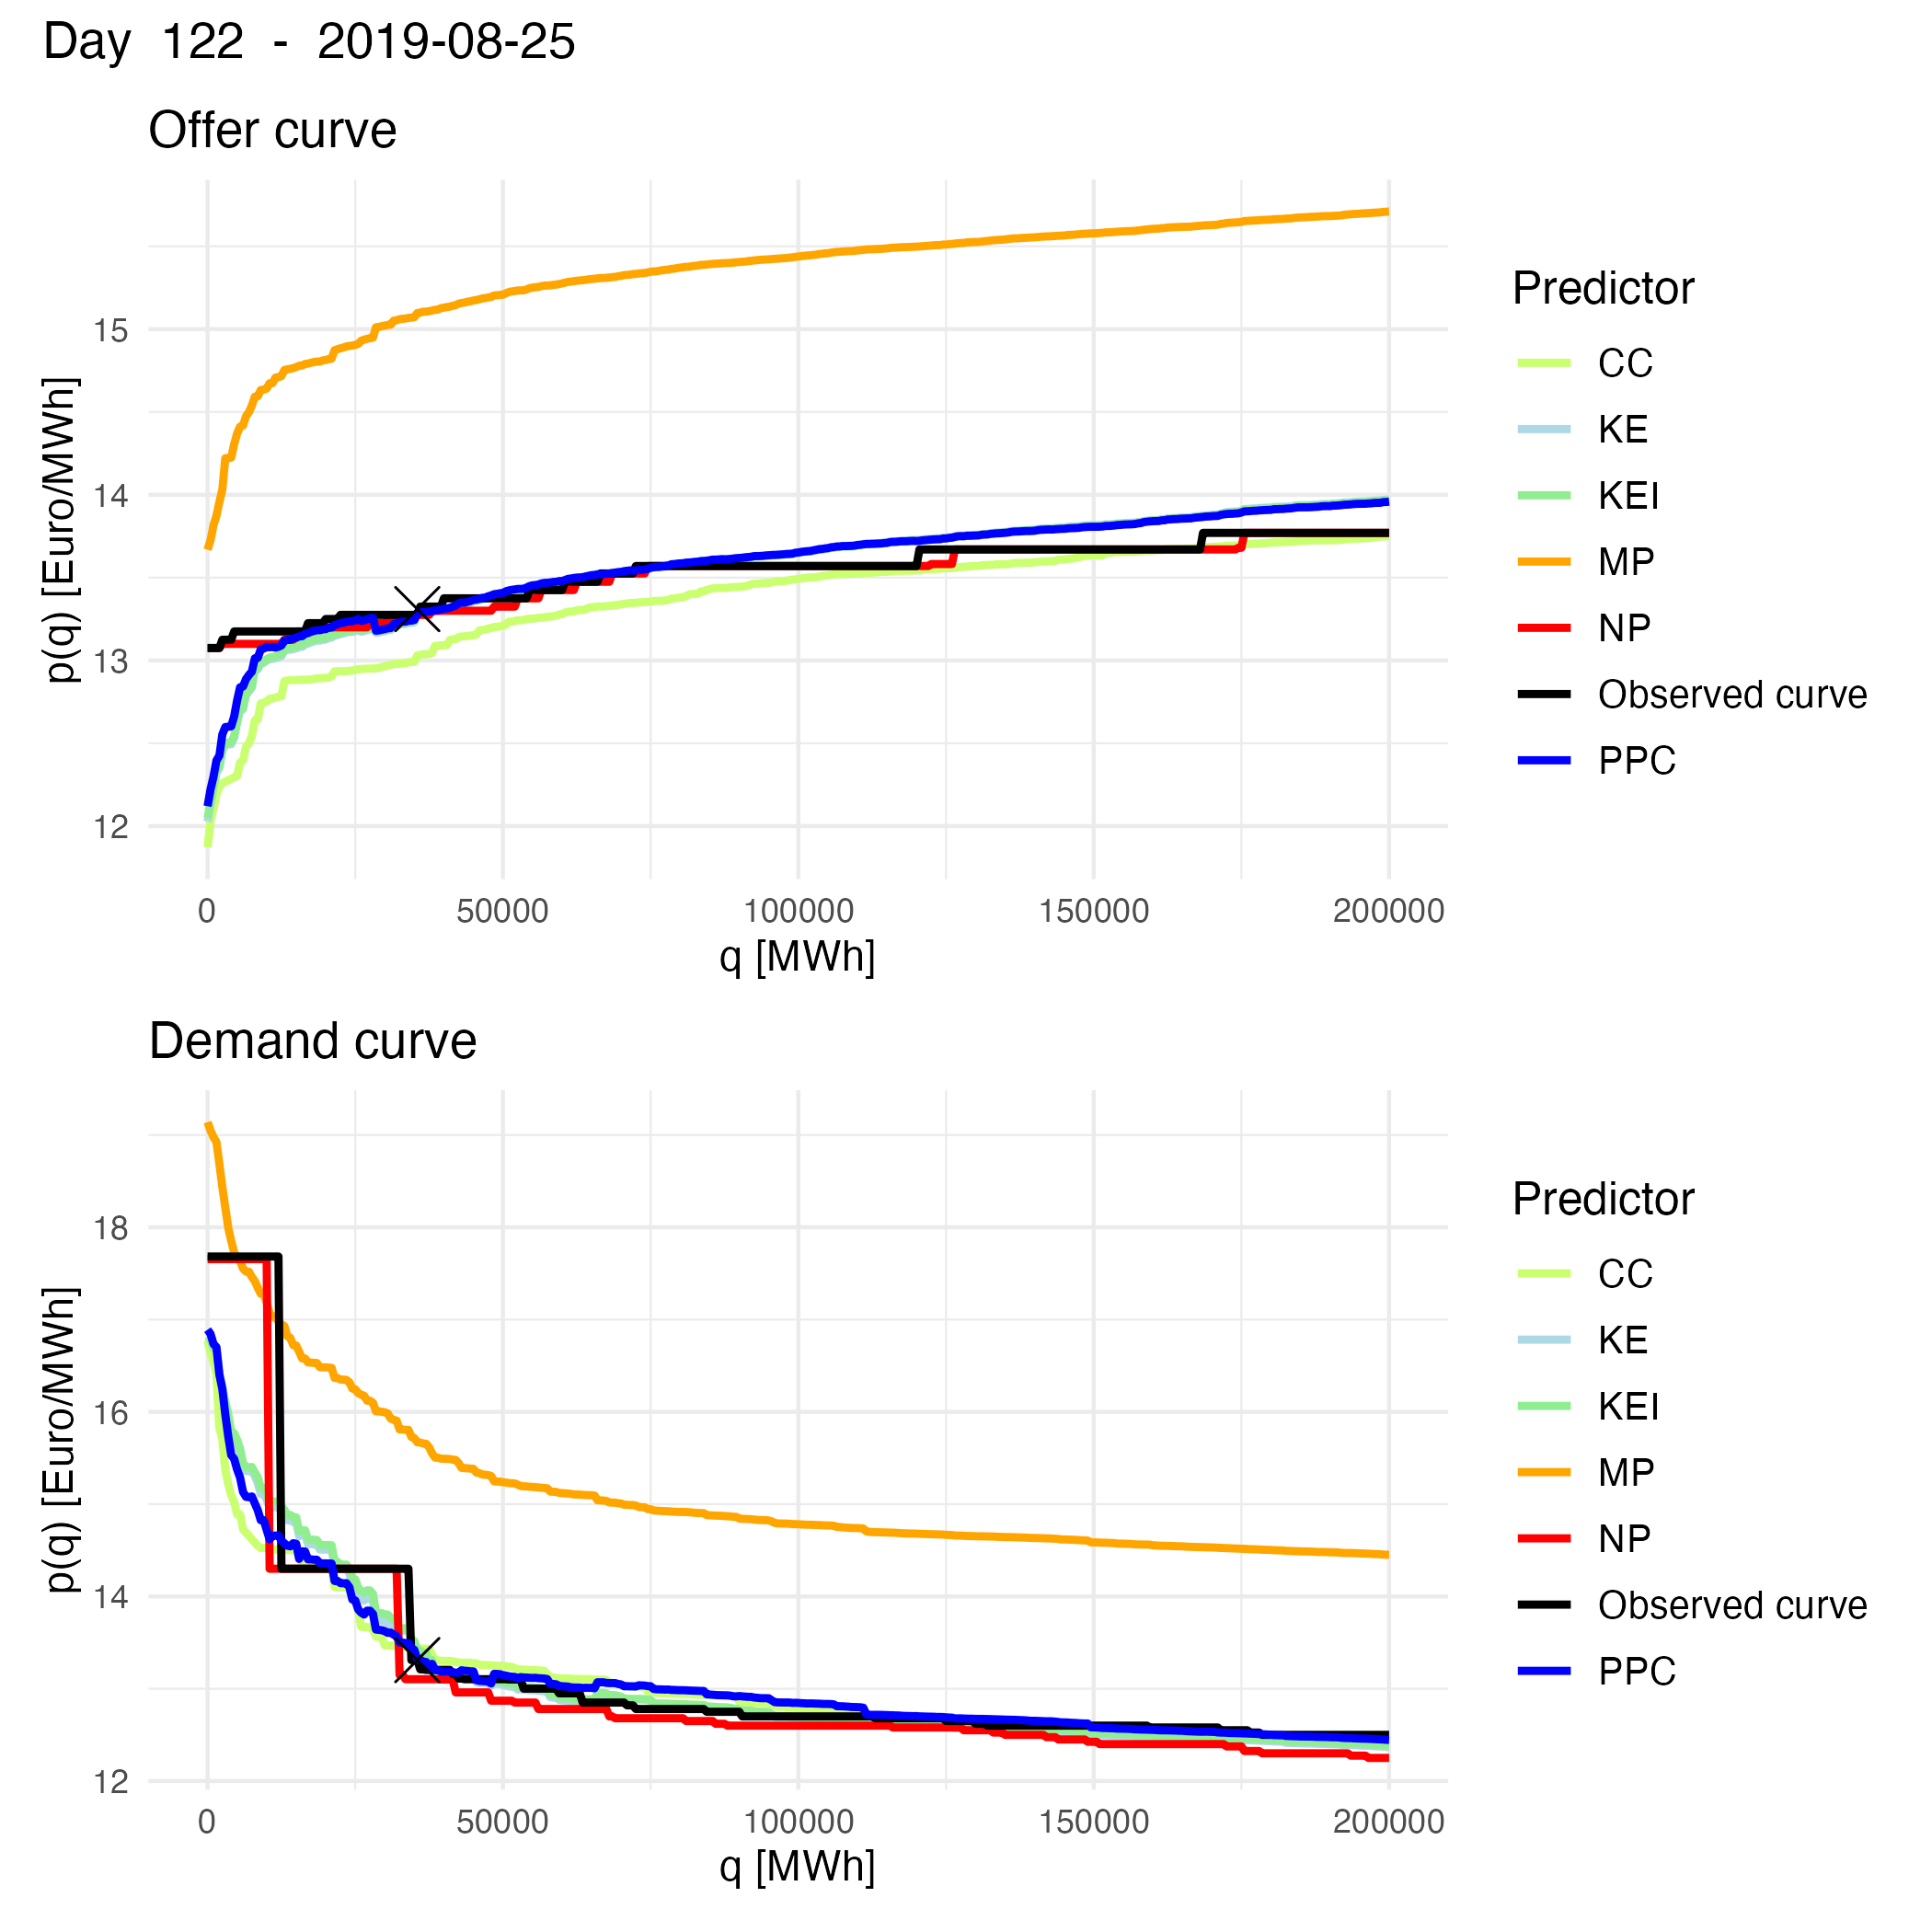 Day 122 - 2019-08-25
Offer curve
p(q) [Euro/MWh]
15
14
13
12
0 50000 100000 150000 200000
q [MWh]
Predictor
CC
KE
KEI
MP
NP
Observed curve
PPC
Demand curve
p(q) [Euro/MWh]
18
16
14
12
0 50000 100000 150000 200000
q [MWh]
Predictor
CC
KE
KEI
MP
NP
Observed curve
PPC